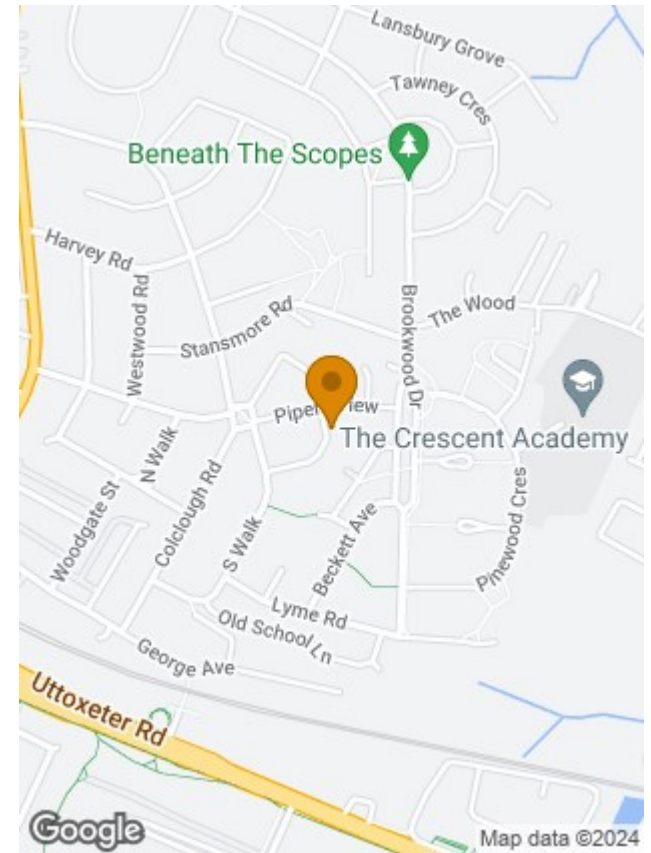 Lansbury Grove
Tawney Cres
Beneath The Scopes
Harvey Rd
Westwood Rd
Stansmore Rd
Brookwood Dr
The Wood
The Crescent Academy
N Walk
Colclough Rd
Woodgate St
S Walk
Beckett Ave
Pinewood Cres
Lyme Rd
Old School Ln
George Ave
Uttoxeter Rd
Google
Map data ©2024